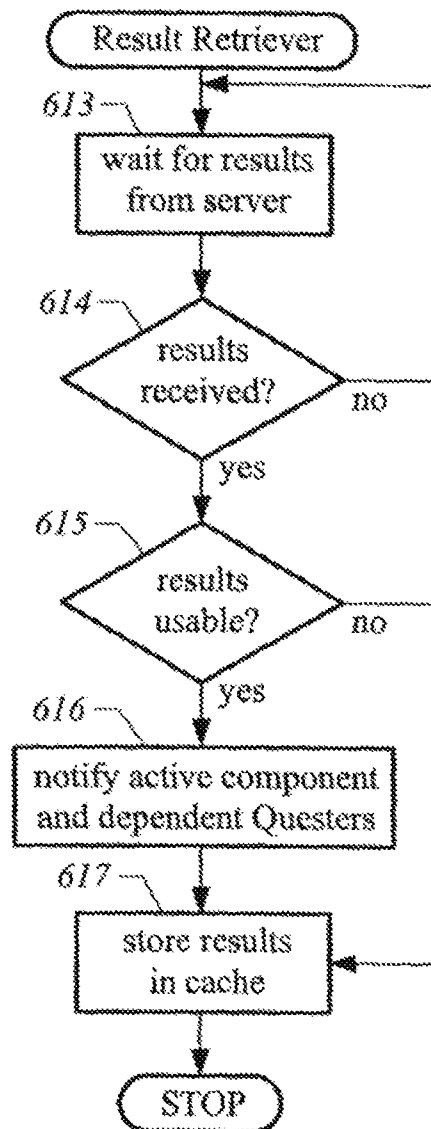 Result Retriever
613
wait for results
from server
614
results
received?
no
yes
615
results
usable?
no
yes
616
notify active component
and dependent Questers
617
store results
in cache
STOP